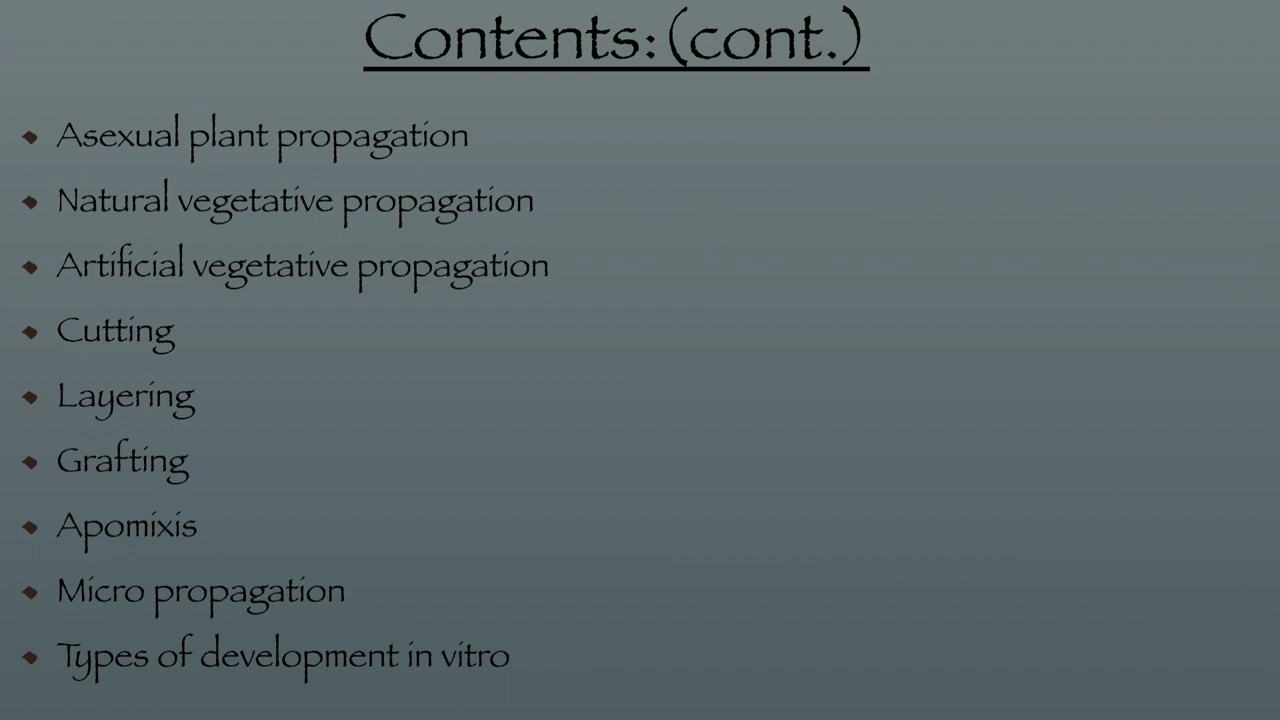 Contents: (cont.)
Asexual plant propagation
Natural vegetative propagation
Artificial vegetative propagation
Cutting
Layering
Grafting
Apomixis
Micro propagation
Types of development in vitro